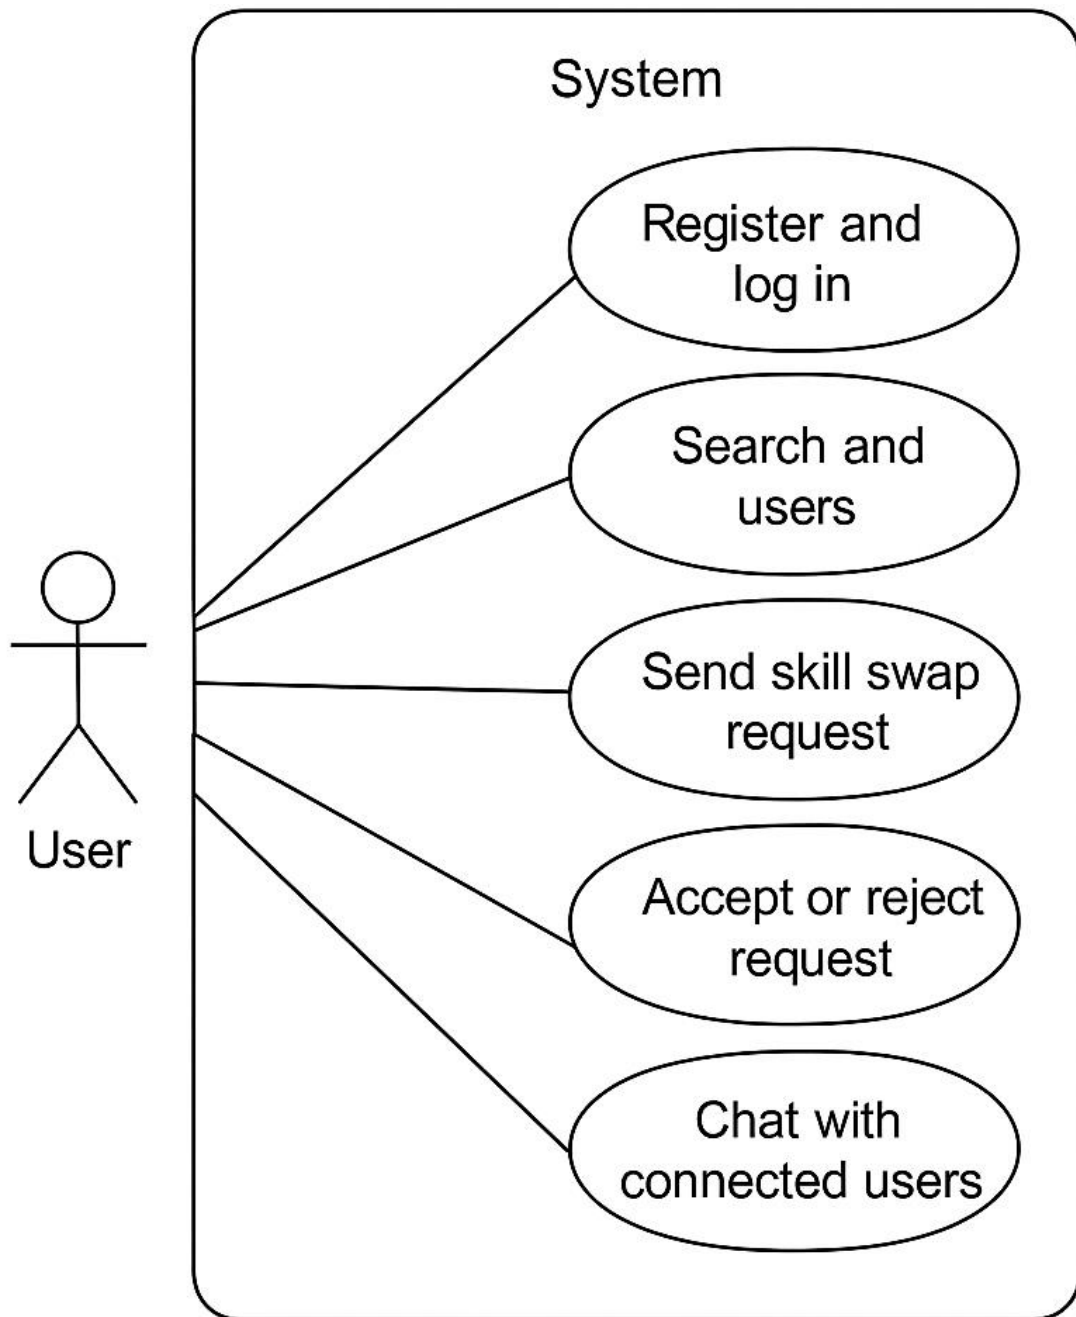 System
Register and
log in
Search and
users
Send skill swap
request
User
Accept or reject
request
Chat with
connected users